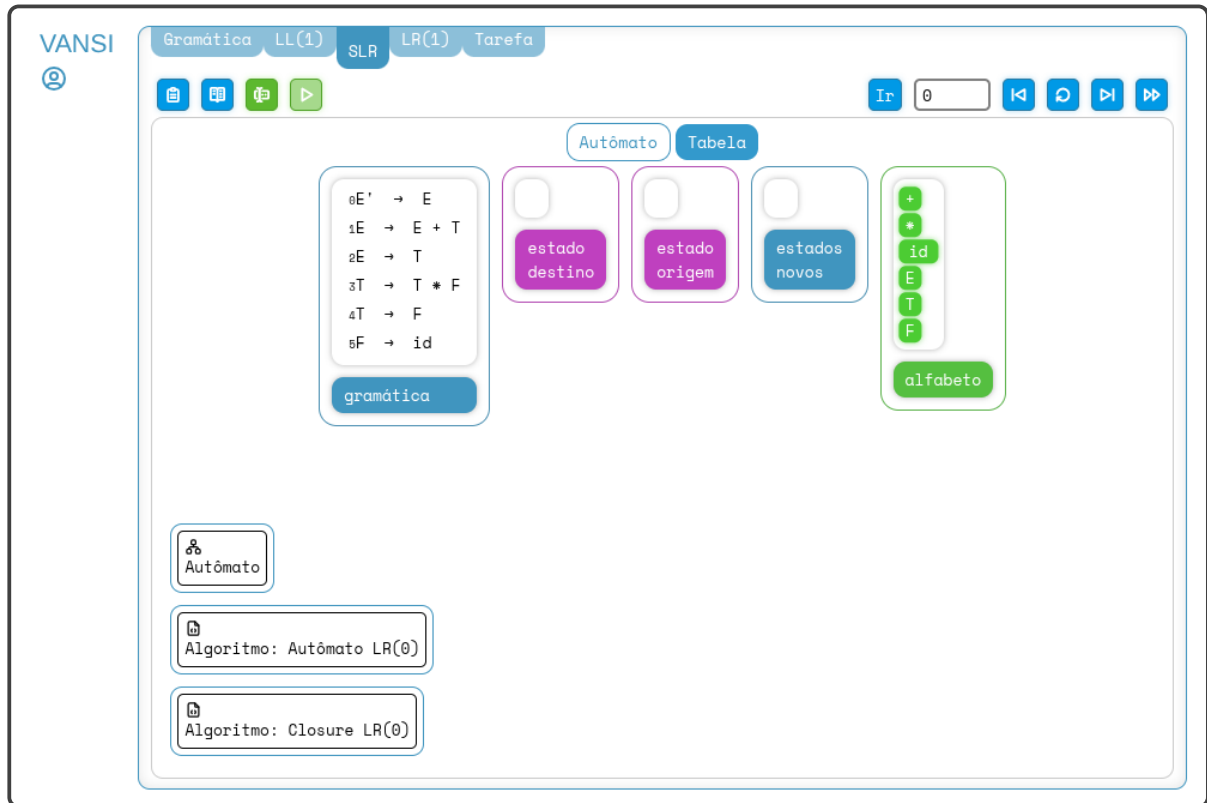 VANSI
Gramática LL(1) SLR LR(1) Tarefa
Ir 0
Autômato Tabela
0E' → E
1E → E + T
2E → T
3T → T * F
4T → F
5F → id
gramática
estado
destino
estado
origem
estados
novos
+
*
id
E
T
F
alfabeto
Autômato
Algoritmo: Autômato LR(0)
Algoritmo: Closure LR(0)